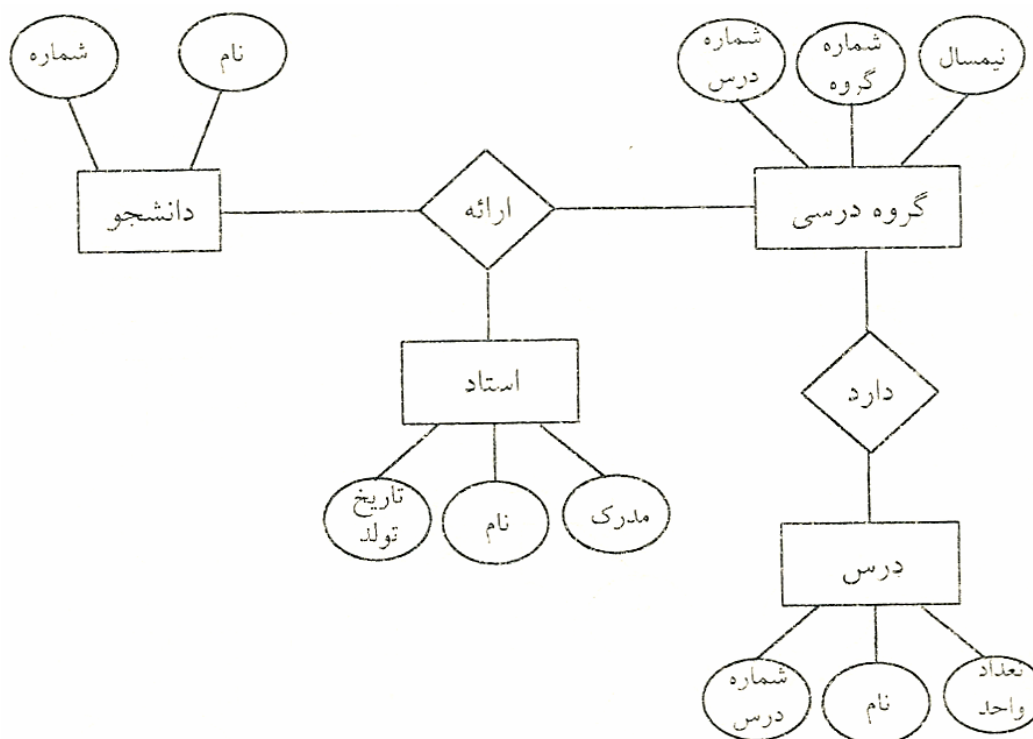 نیمسال
شماره
گروه
شماره
درس
نام
شماره
گروه درسی
ارائه
دانشجو
استاد
دارد
مدرک
نام
تاریخ
تولد
درس
تعداد
واحد
نام
شماره
درس